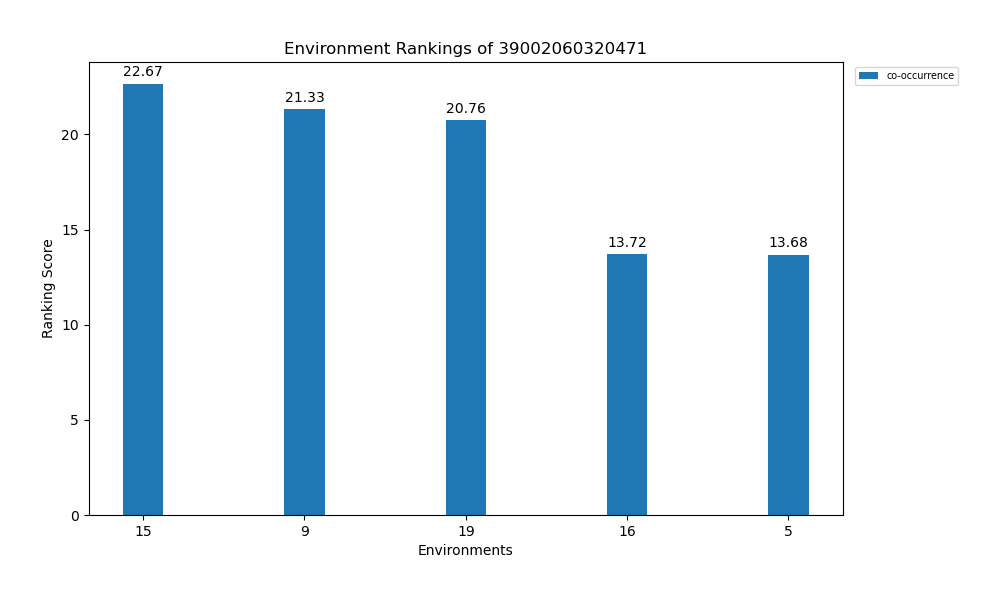 Environment Rankings of 39002060320471
co-occurrence
22.67
21.33
20.76
13.72
13.68
Ranking Score
20
15
10
5
0
15 9 19 16 5
Environments